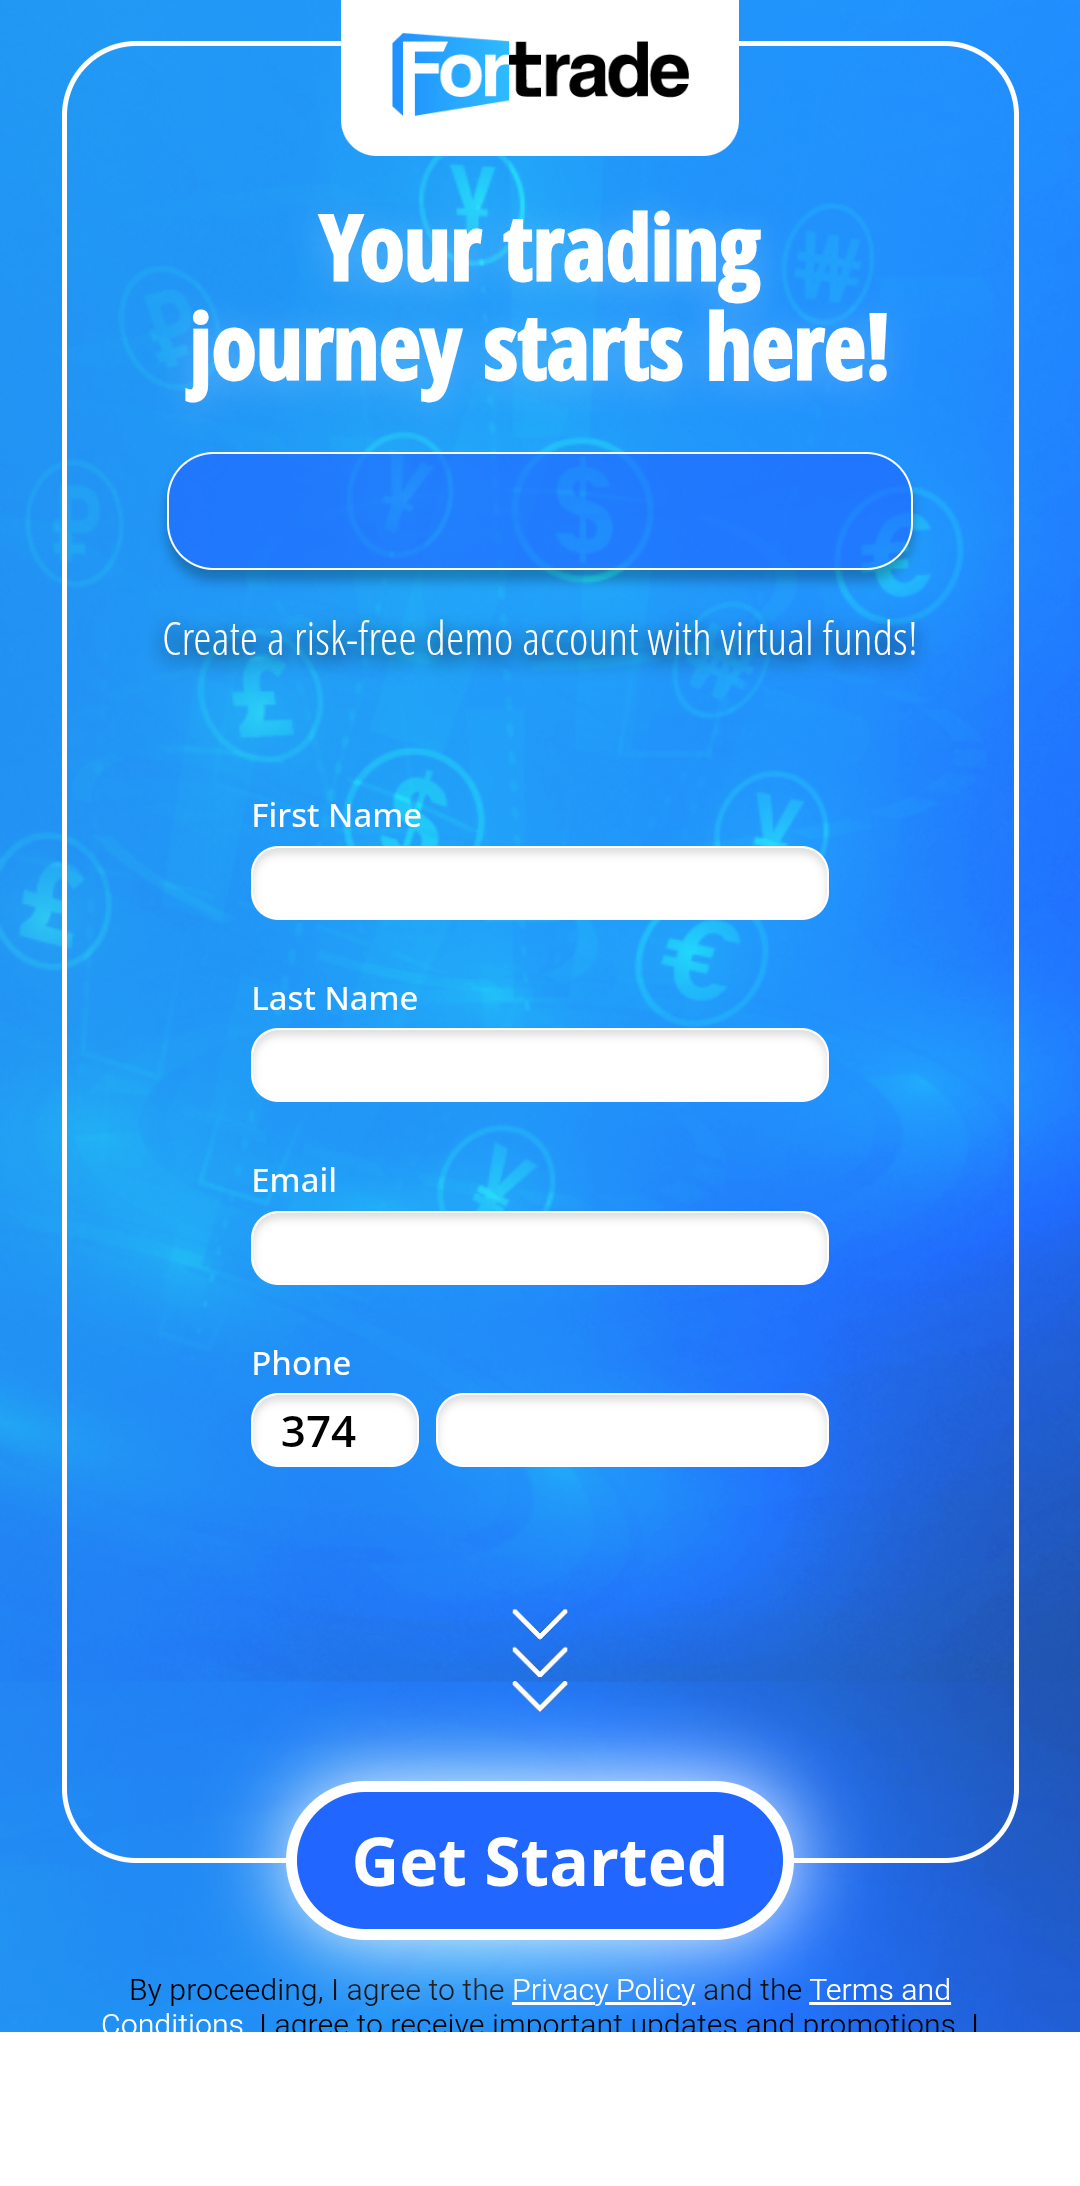 Fortrade
Your trading
journey starts here!
Create a risk-free demo account with virtual funds!
First Name
Last Name
Email
Phone
374
Get Started
By proceeding, I agree to the Privacy Policy and the Terms and
Conditions. I agree to receive important updates and promotions. I